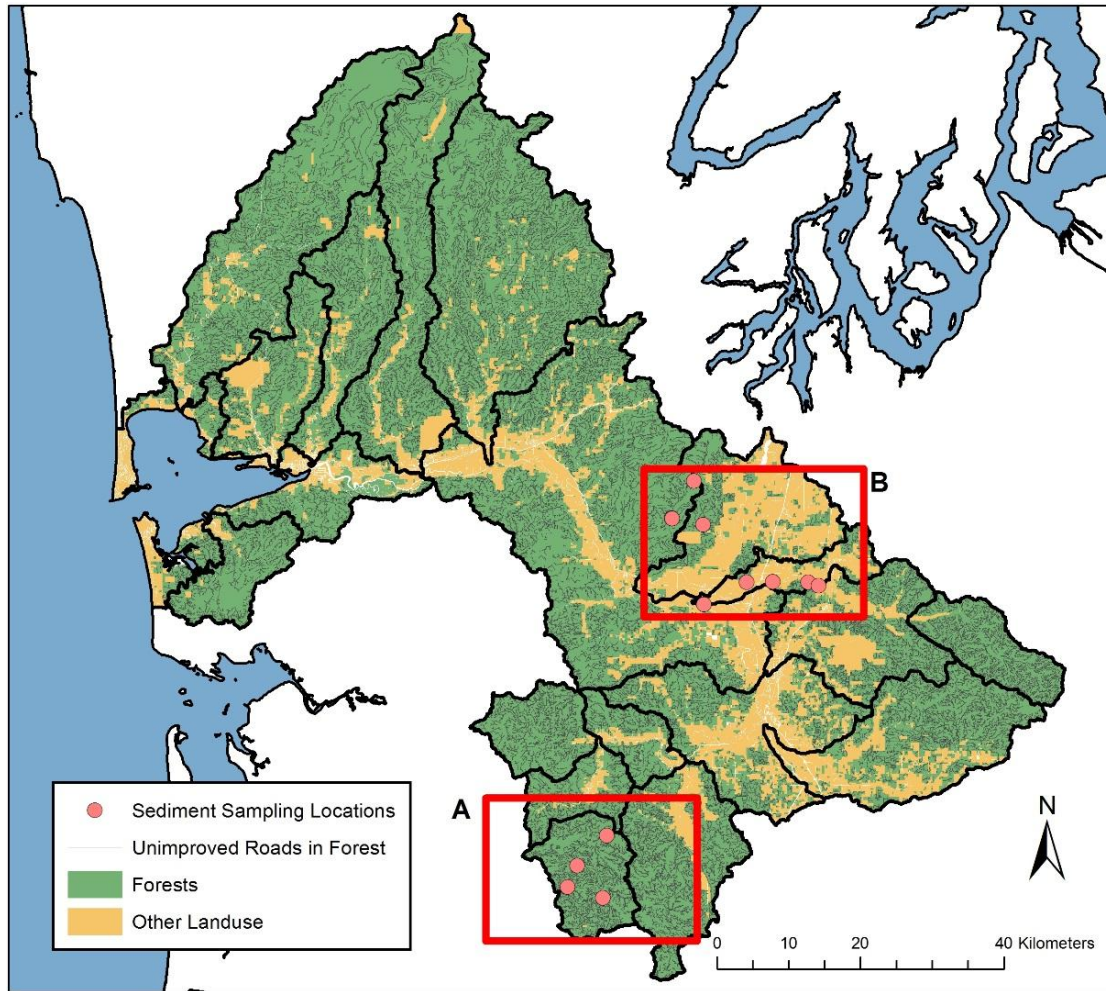 B
A
Sediment Sampling Locations
Unimproved Roads in Forest
Forests
Other Landuse
N
0 10 20 40 Kilometers